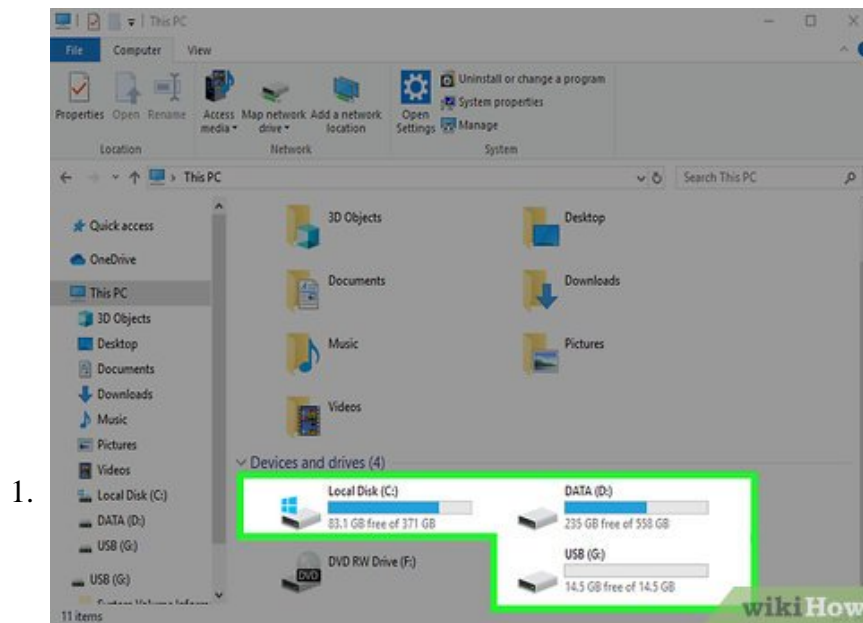 This PC
File Computer View
Properties Open Rename
Access media
Map network drive
Add a network location
Open Settings
Uninstall or change a program
System properties
Manage
Location Network System
This PC Search This PC
Quick access
OneDrive
This PC
3D Objects
Desktop
Documents
Downloads
Music
Pictures
Videos
Local Disk (C:)
DATA (D:)
USB (G:)
USB (G:)
11 items
3D Objects Desktop
Documents Downloads
Music Pictures
Videos
Devices and drives (4)
Local Disk (C:)
83.1 GB free of 371 GB
DATA (D:)
235 GB free of 558 GB
DVD RW Drive (F:)
DVD
USB (G:)
14.5 GB free of 14.5 GB
1.
wikiHow